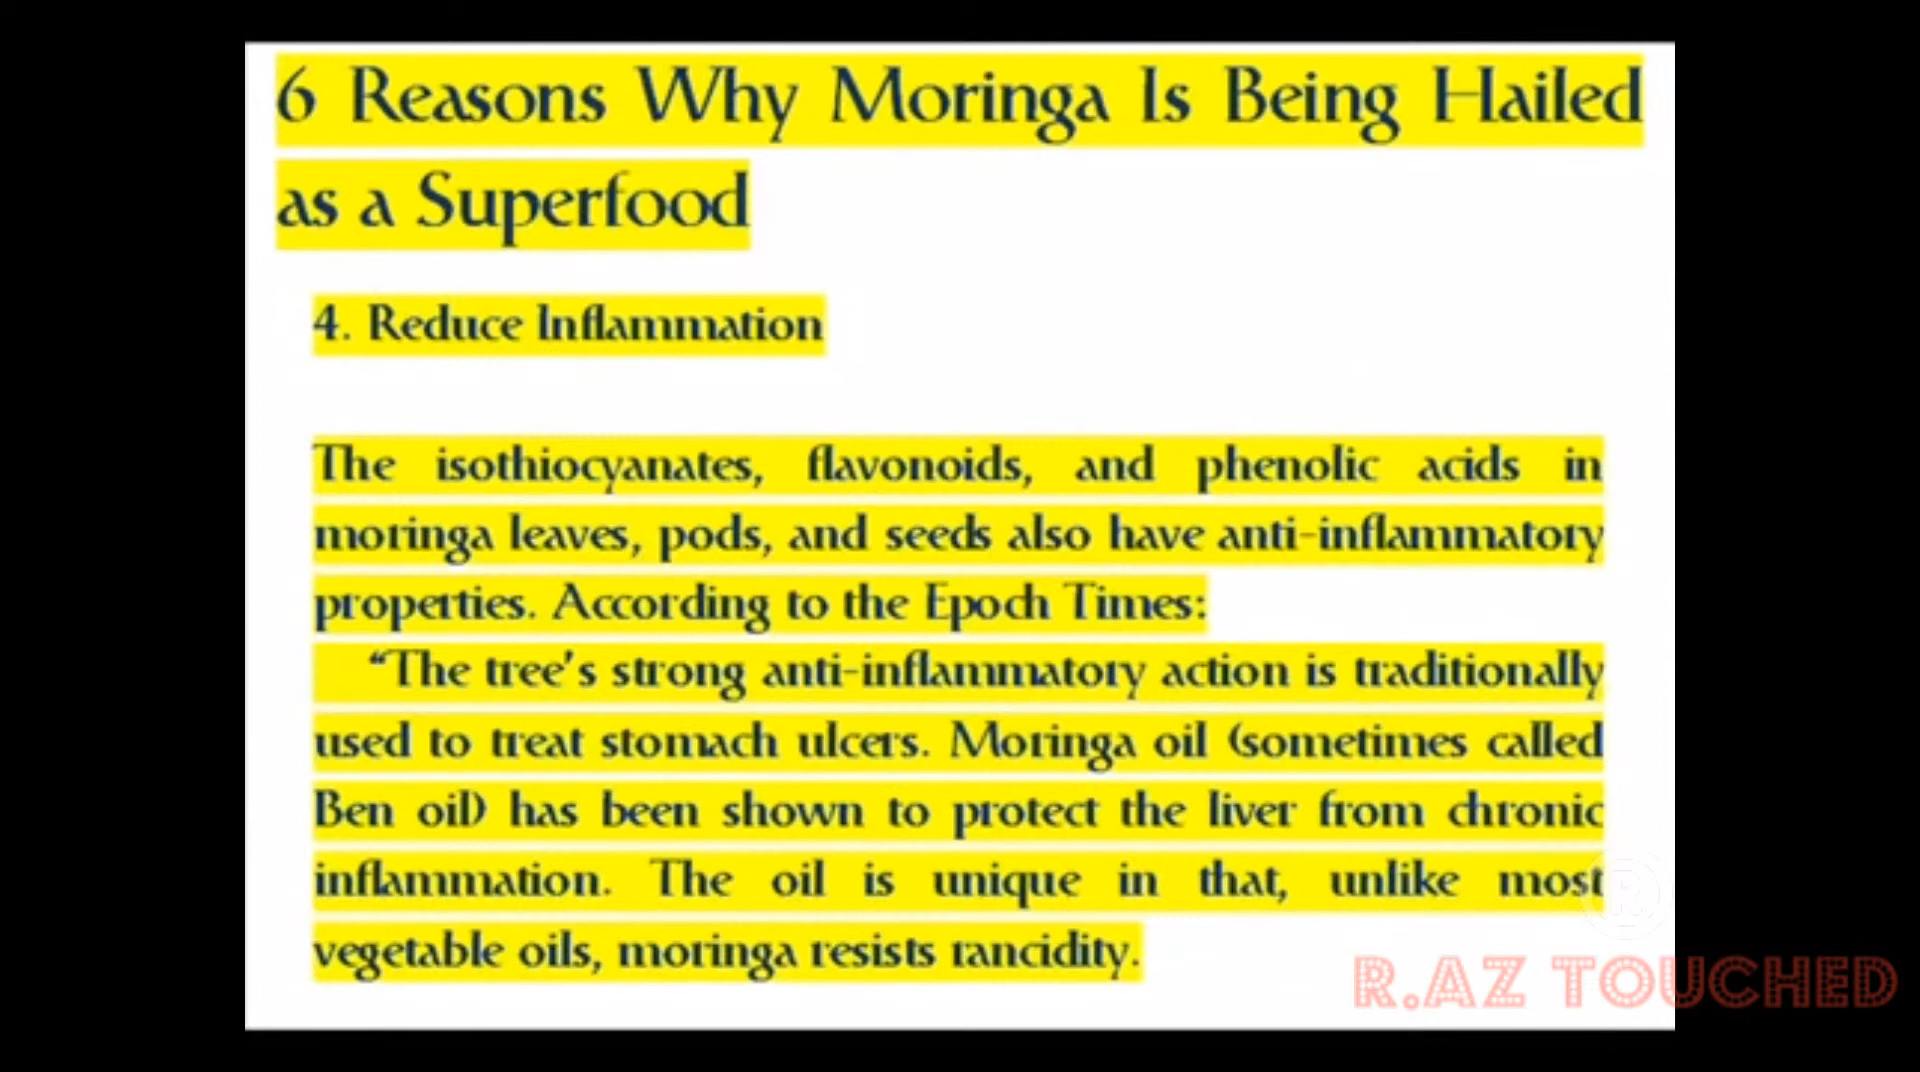 6 Reasons Why Moringa Is Being Hailed
as a Superfood
4. Reduce Inflammation
The isothiocyanates, flavonoids, and phenolic acids in
moringa leaves, pods, and seeds also have anti-inflammatory
properties. According to the Epoch Times:
“The tree's strong anti-inflammatory action is traditionally
used to treat stomach ulcers. Moringa oil (sometimes called
Ben oil) has been shown to protect the liver from chronic
inflammation. The oil is unique in that, unlike most
vegetable oils, moringa resists rancidity.
®
R.AZ TOUCHED